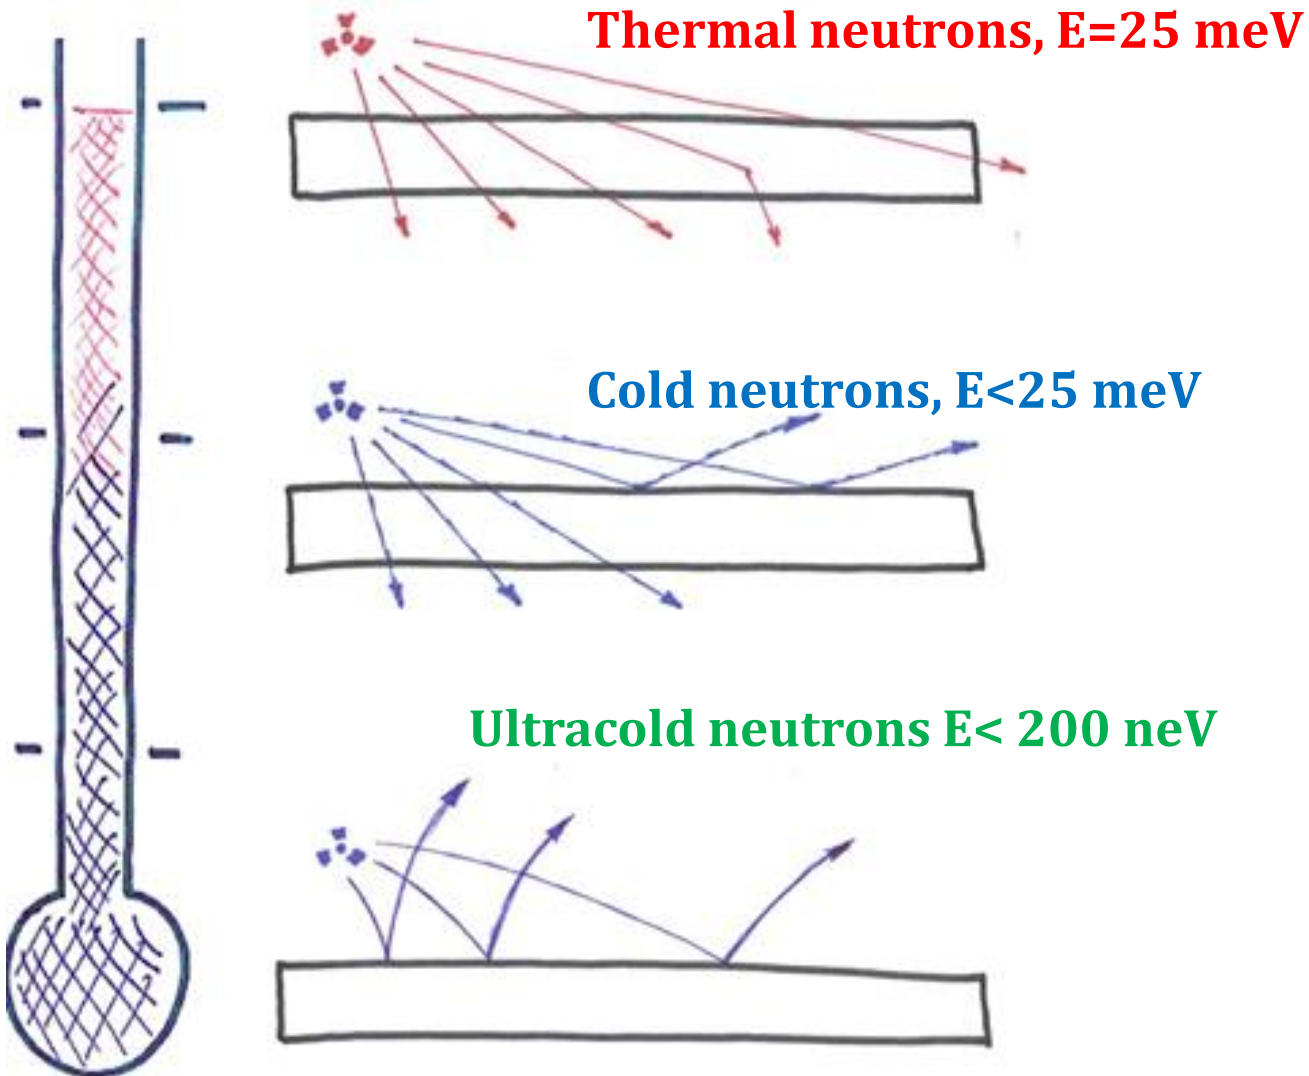 Thermal neutrons, E=25 meV
Cold neutrons, E<25 meV
Ultracold neutrons E< 200 neV